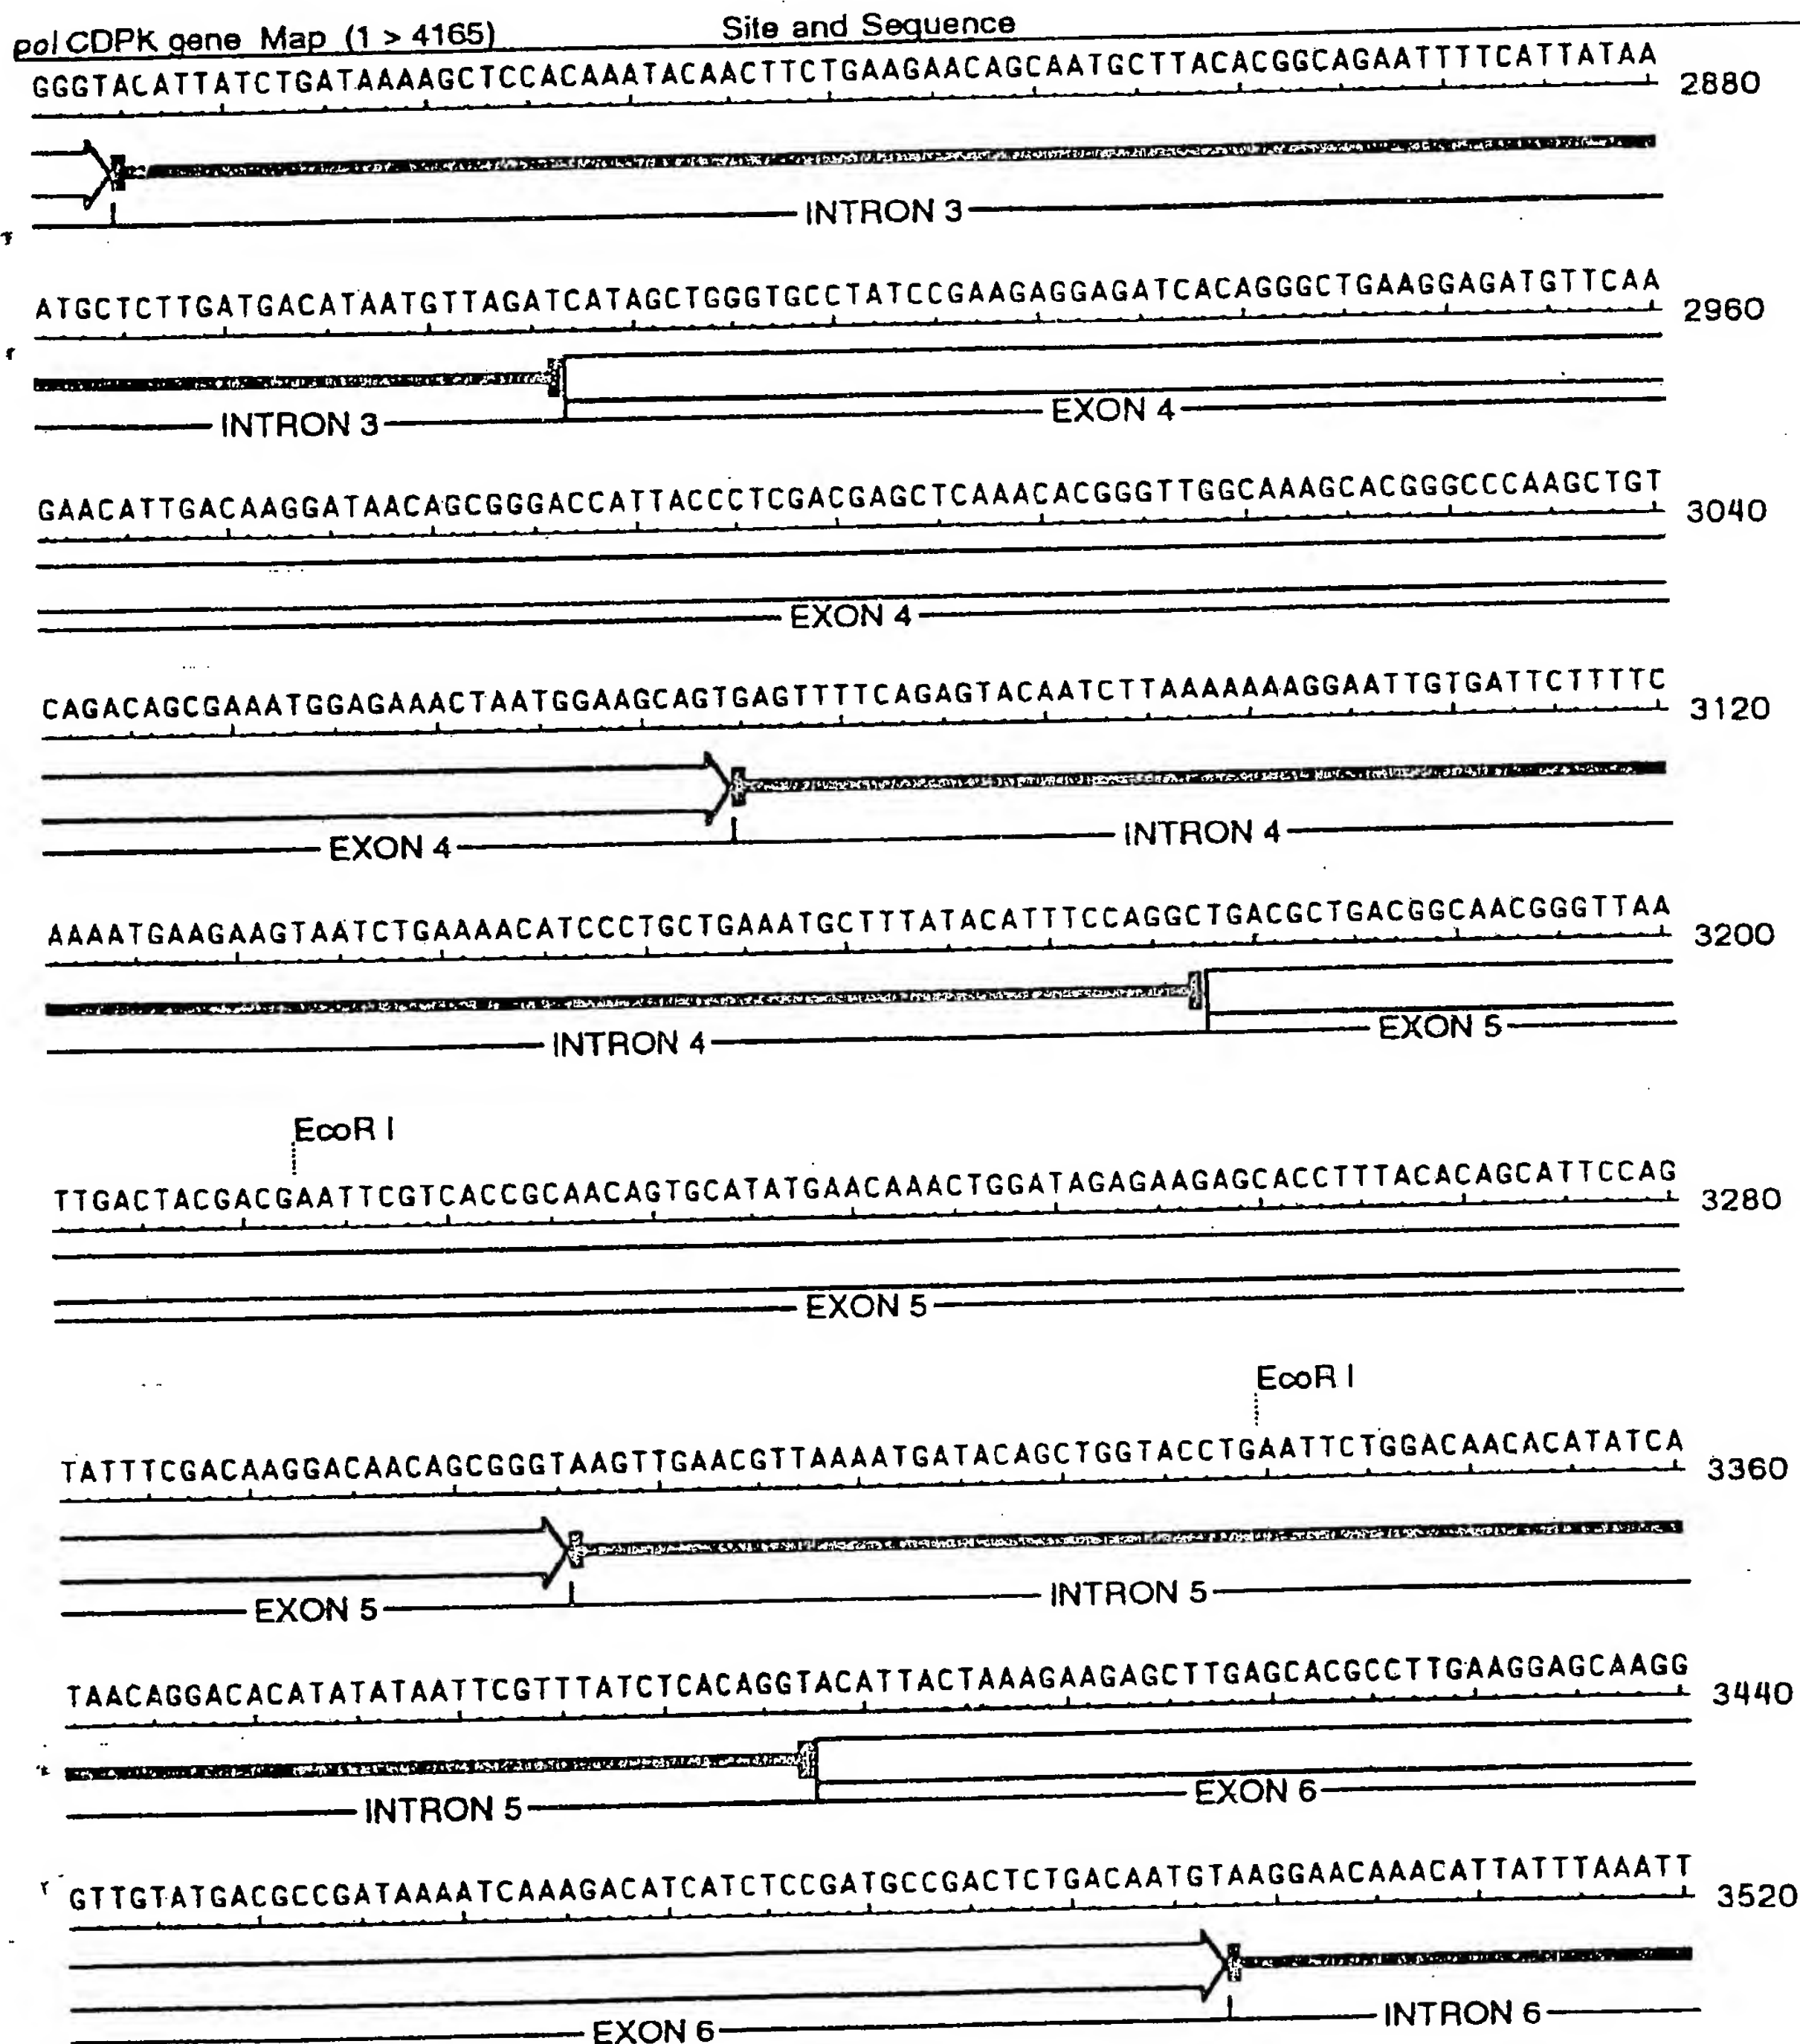 pol CDPK gene Map (1 > 4165) Site and Sequence
GGGTACATTATCTGATAAAAGCTCCACAAATACAACTTCTGAAGAACAGCAATGCTTACACGGCAGAATTTTCATTATAA 2880
INTRON 3
ATGCTCTTGATGACATAATGTTAGATCATAGCTGGGTGCCTATCCGAAGAGGAGATCACAGGGCTGAAGGAGATGTTCAA 2960
INTRON 3 EXON 4
GAACATTGACAAGGATAACAGCGGGACCATTACCCTCGACGAGCTCAAACACGGGTTGGCAAAGCACGGGCCCAAGCTGT 3040
EXON 4
CAGACAGCGAAATGGAGAAACTAATGGAAGCAGTGAGTTTTCAGAGTACAATCTTAAAAAAAGGAATTGTGATTCTTTTC 3120
EXON 4 INTRON 4
AAAATGAAGAAGTAATCTGAAAACATCCCTGCTGAAATGCTTTATACATTTCCAGGCTGACGCTGACGGCAACGGGTTAA 3200
INTRON 4 EXON 5
EcoR I
TTGACTACGACGAATTCGTCACCGCAACAGTGCATATGAACAAACTGGATAGAGAAGAGCACCTTTACACAGCATTCCAG 3280
EXON 5
EcoR I
TATTTCGACAAGGACAACAGCGGGTAAGTTGAACGTTAAAATGATACAGCTGGTACCTGAATTCTGGACAACACATATCA 3360
EXON 5 INTRON 5
TAACAGGACACATATATAATTCGTTTATCTCACAGGTACATTACTAAAGAAGAGCTTGAGCACGCCTTGAAGGAGCAAGG 3440
INTRON 5 EXON 6
GTTGTATGACGCCGATAAAATCAAAGACATCATCTCCGATGCCGACTCTGACAATGTAAGGAACAAACATTATTTAAATT 3520
EXON 6 INTRON 6